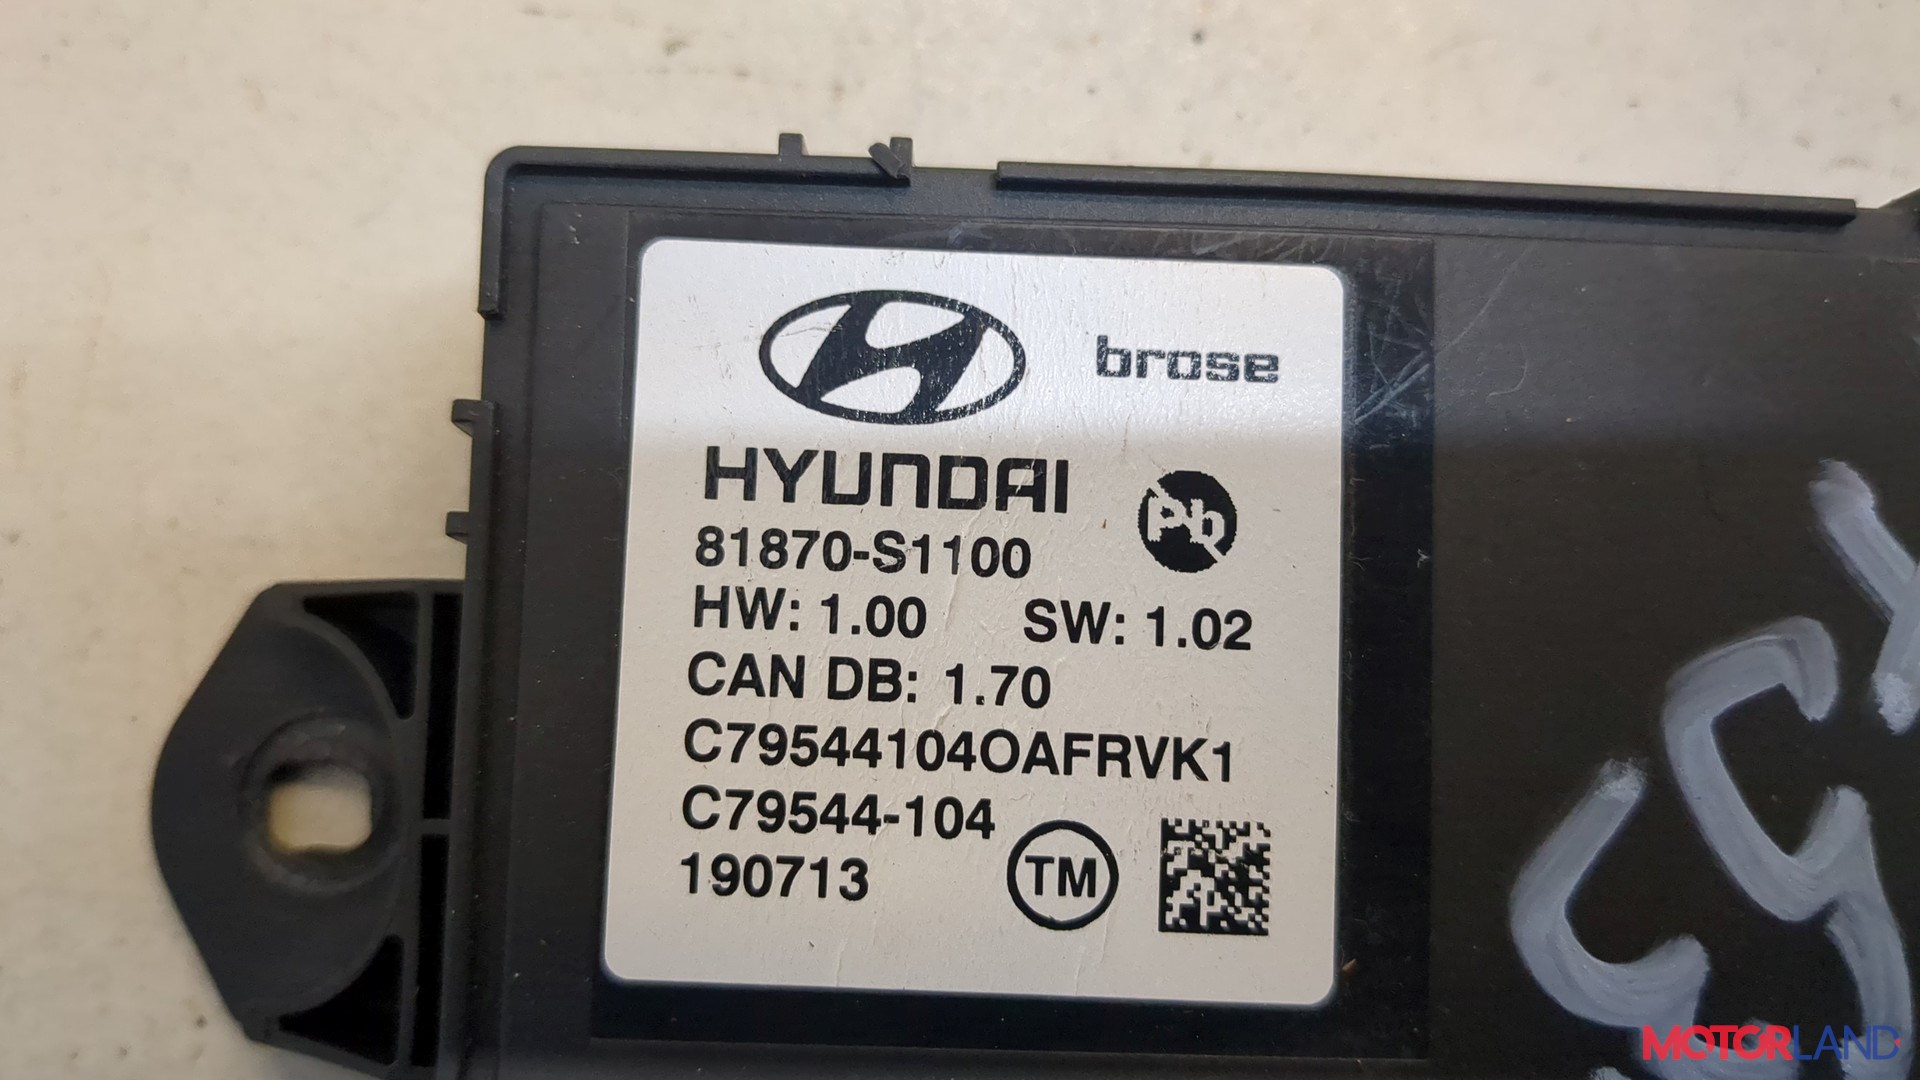 brose
HYUNDAI
Pb
81870-S1100
HW: 1.00 SW: 1.02
CAN DB: 1.70
C79544104OAFRVK1
C79544-104
190713
TM
MOTORLAND